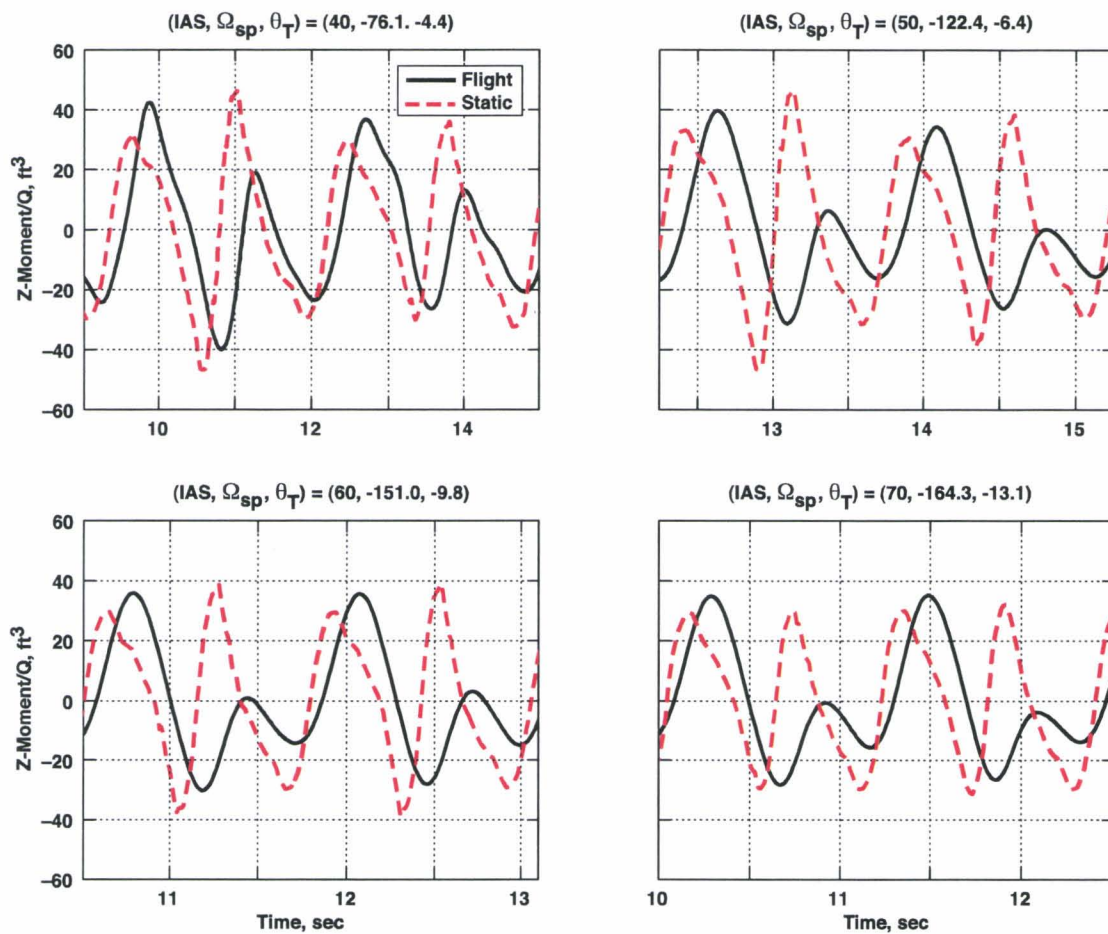 (IAS, Ωsp, θT) = (40, -76.1. -4.4)
(IAS, Ωsp, θT) = (50, -122.4, -6.4)
60
40
20
0
–20
–40
–60
Z-Moment/Q, ft³
Flight
Static
10
12
14
13
14
15
(IAS, Ωsp, θT) = (60, -151.0, -9.8)
(IAS, Ωsp, θT) = (70, -164.3, -13.1)
60
40
20
0
–20
–40
–60
Z-Moment/Q, ft³
11
12
13
Time, sec
10
11
12
Time, sec